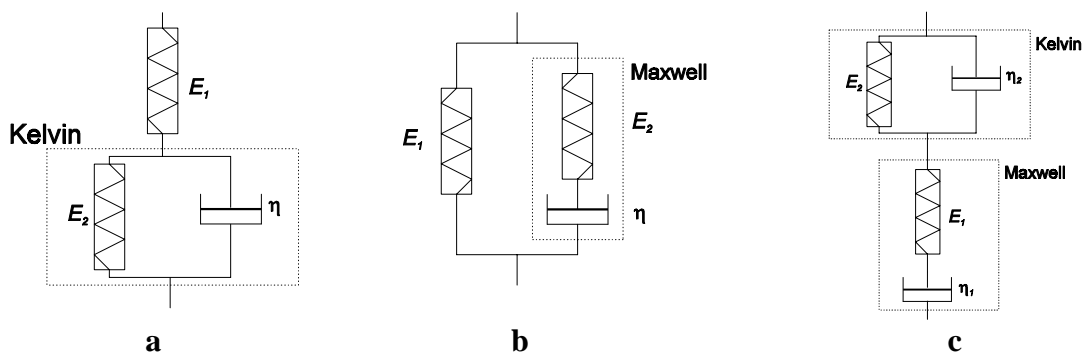 E₁
Kelvin
E₂
η
a
E₁
Maxwell
E₂
η
b
Kelvin
E₂
η₂
Maxwell
E₁
η₁
c